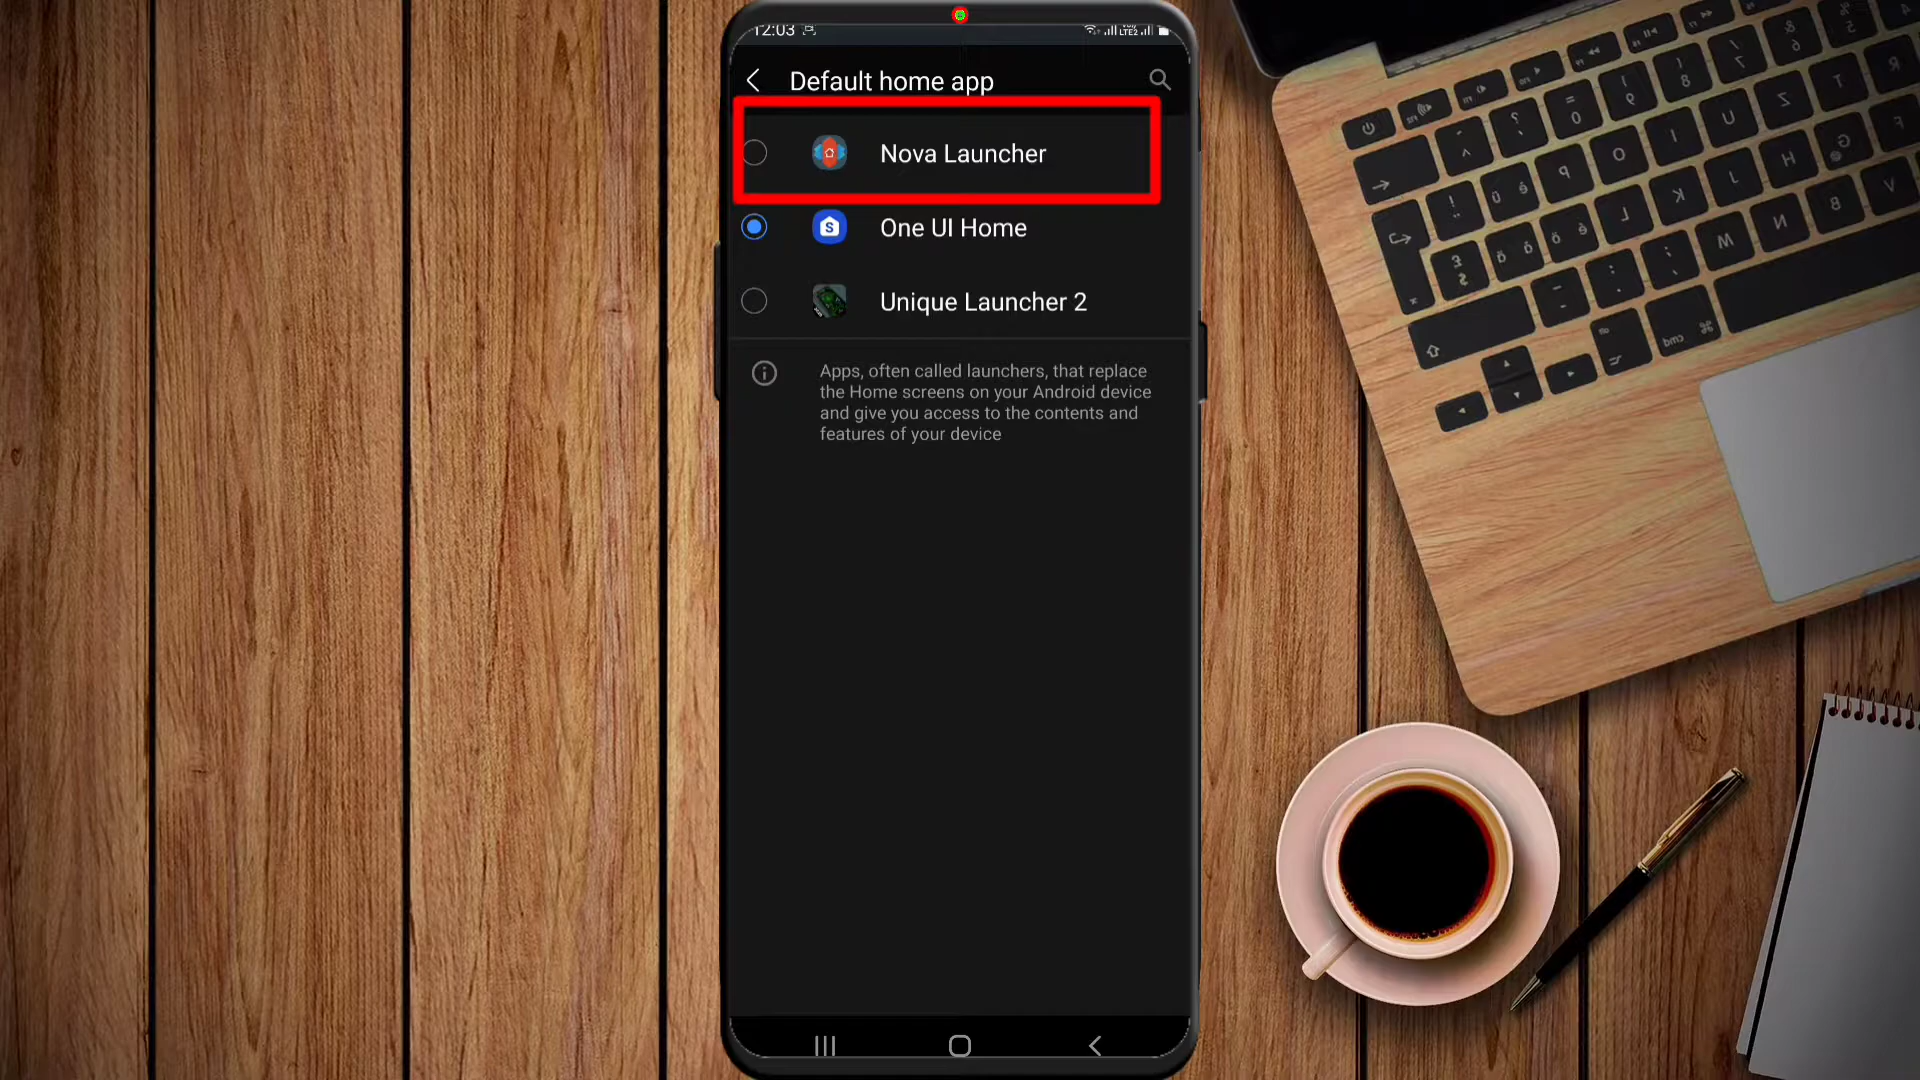 12:03
Default home app
Nova Launcher
One UI Home
Unique Launcher 2
Apps, often called launchers, that replace
the Home screens on your Android device
and give you access to the contents and
features of your device